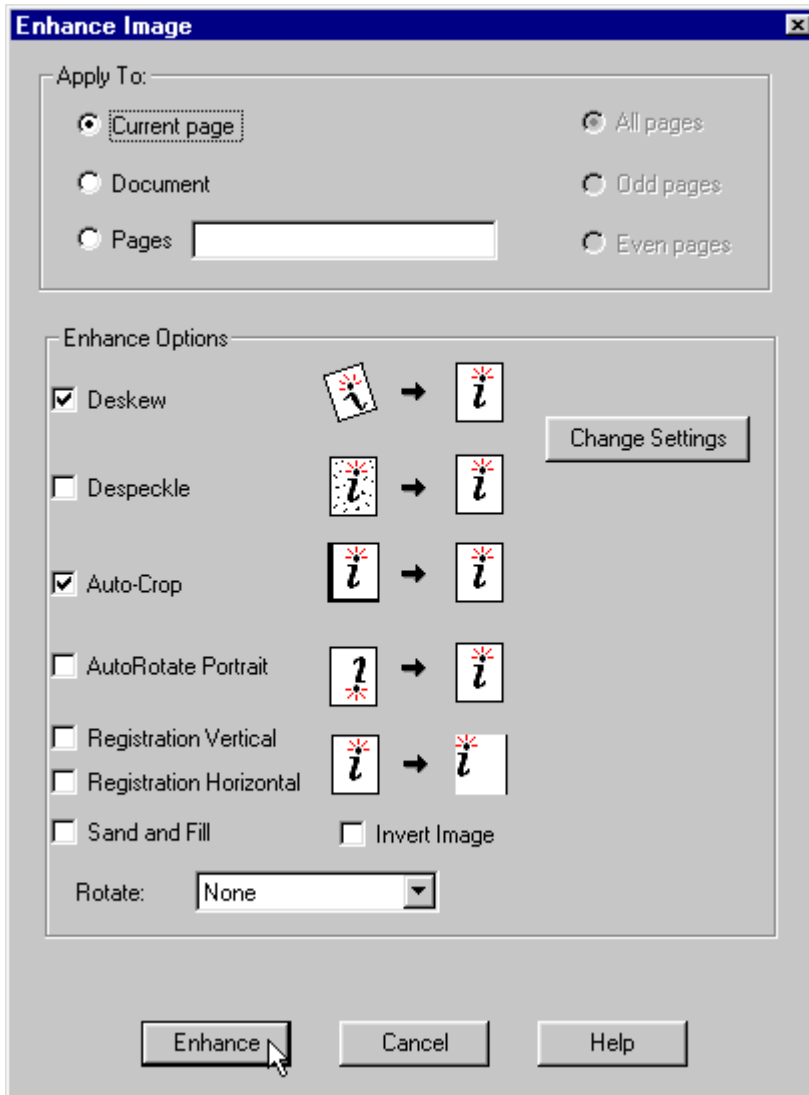 Enhance Image
Apply To:
Current page
All pages
Document
Odd pages
Pages
Even pages
Enhance Options
Deskew
Change Settings
Despeckle
Auto-Crop
AutoRotate Portrait
Registration Vertical
Registration Horizontal
Sand and Fill
Invert Image
Rotate:
None
Enhance
Cancel
Help